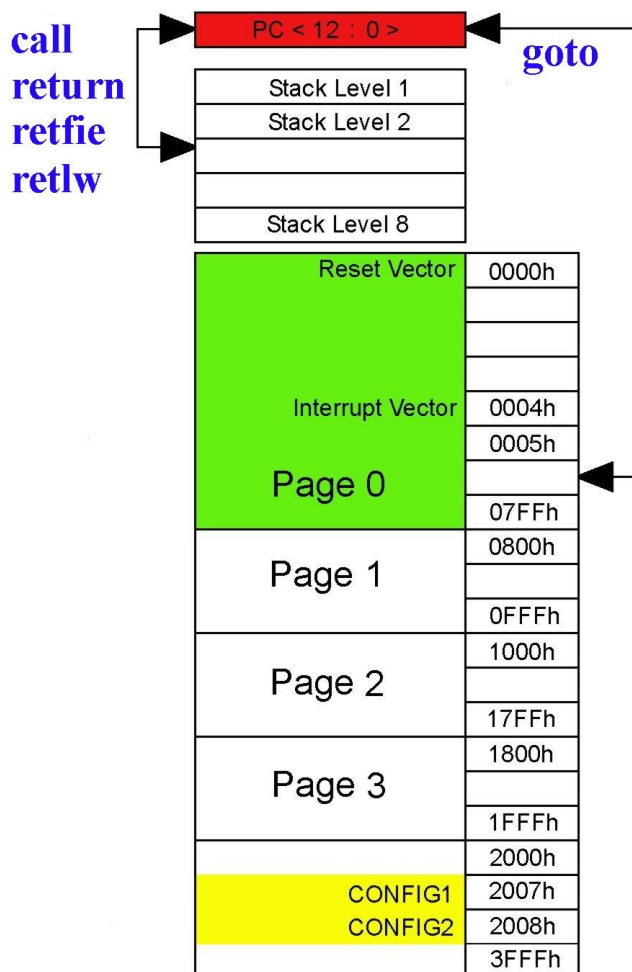 PC < 12 : 0 >
call
return
retfie
retlw
goto
Stack Level 1
Stack Level 2
Stack Level 8
Reset Vector 0000h
Interrupt Vector 0004h
0005h
Page 0
07FFh
0800h
Page 1
0FFFh
1000h
Page 2
17FFh
1800h
Page 3
1FFFh
2000h
CONFIG1 2007h
CONFIG2 2008h
3FFFh